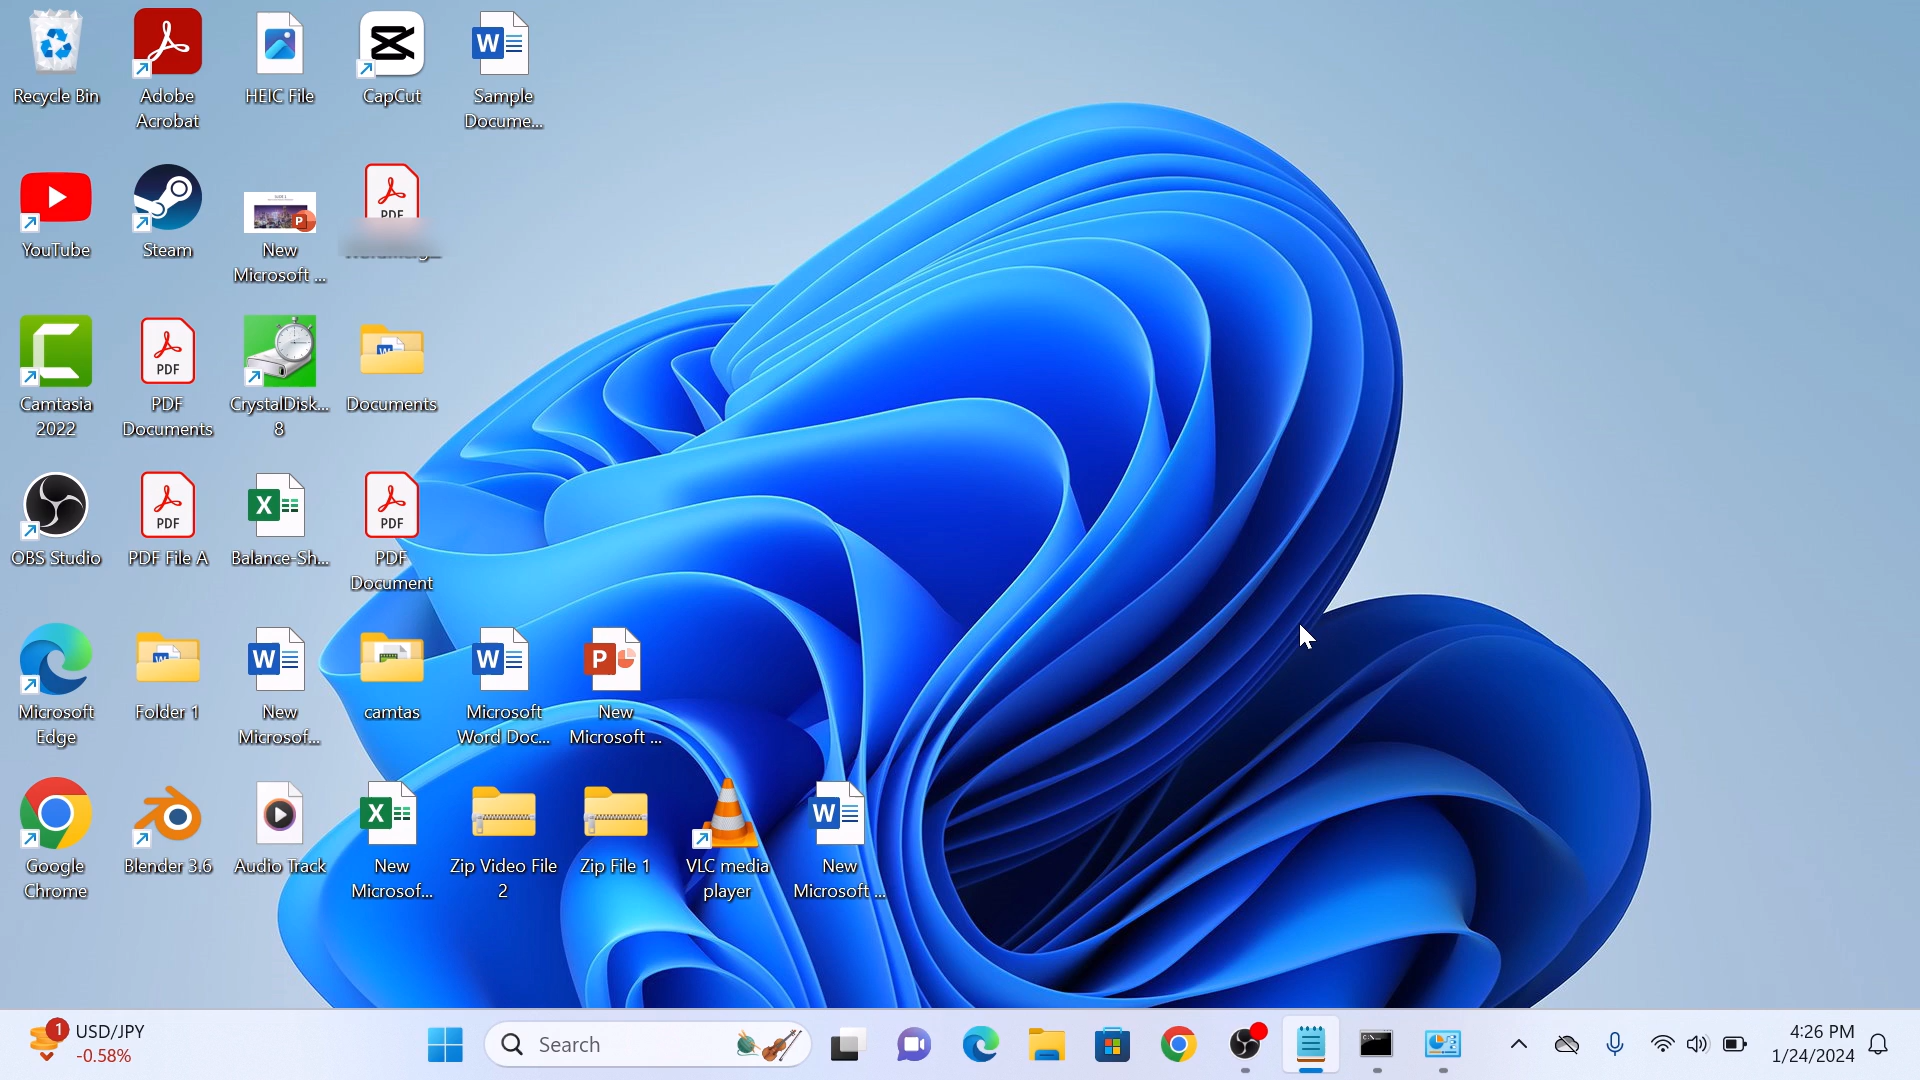 Recycle Bin
Adobe
Acrobat
HEIC File
CapCut
Sample
Docume...
YouTube
Steam
New
Microsoft ...
PDF
Camtasia
2022
PDF
PDF
Documents
CrystalDisk...
8
Documents
OBS Studio
PDF
PDF File A
Balance-Sh...
PDF
PDF
Document
Microsoft
Edge
Folder 1
New
Microsof...
camtas
Microsoft
Word Doc...
New
Microsoft ...
Google
Chrome
Blender 3.6
Audio Track
New
Microsof...
Zip Video File
2
Zip File 1
VLC media
player
New
Microsoft ...
1
USD/JPY
-0.58%
Search
4:26 PM
1/24/2024